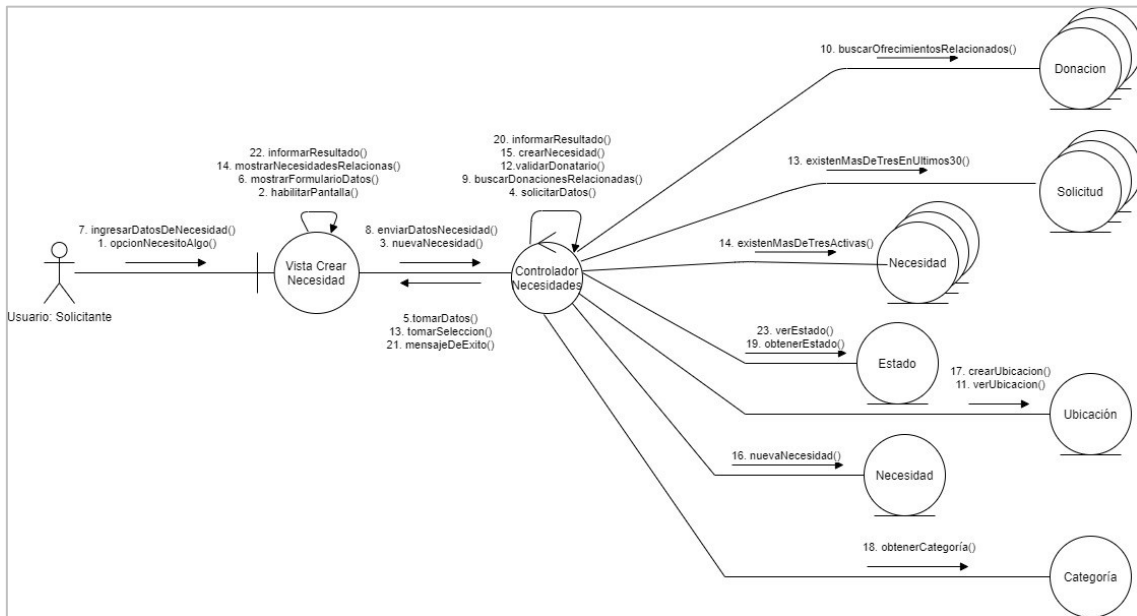 10. buscarOfrecimientosRelacionados()
Donacion
20. informarResultado()
15. crearNecesidad()
12.validarDonatario()
9. buscarDonacionesRelacionadas()
4. solicitarDatos()
22. informarResultado()
14. mostrarNecesidadesRelacionas()
6. mostrarFormularioDatos()
2. habilitarPantalla()
13. existenMasDeTresEnUltimos30()
Solicitud
7. ingresarDatosDeNecesidad()
1. opcionNecesitoAlgo()
8. enviarDatosNecesidad()
3. nuevaNecesidad()
14. existenMasDeTresActivas()
Necesidad
Vista Crear
Necesidad
Controlador
Necesidades
Usuario: Solicitante
5.tomarDatos()
13. tomarSeleccion()
21. mensajeDeExito()
23. verEstado()
19. obtenerEstado()
Estado
17. crearUbicacion()
11. verUbicacion()
Ubicación
16. nuevaNecesidad()
Necesidad
18. obtenerCategoría()
Categoría